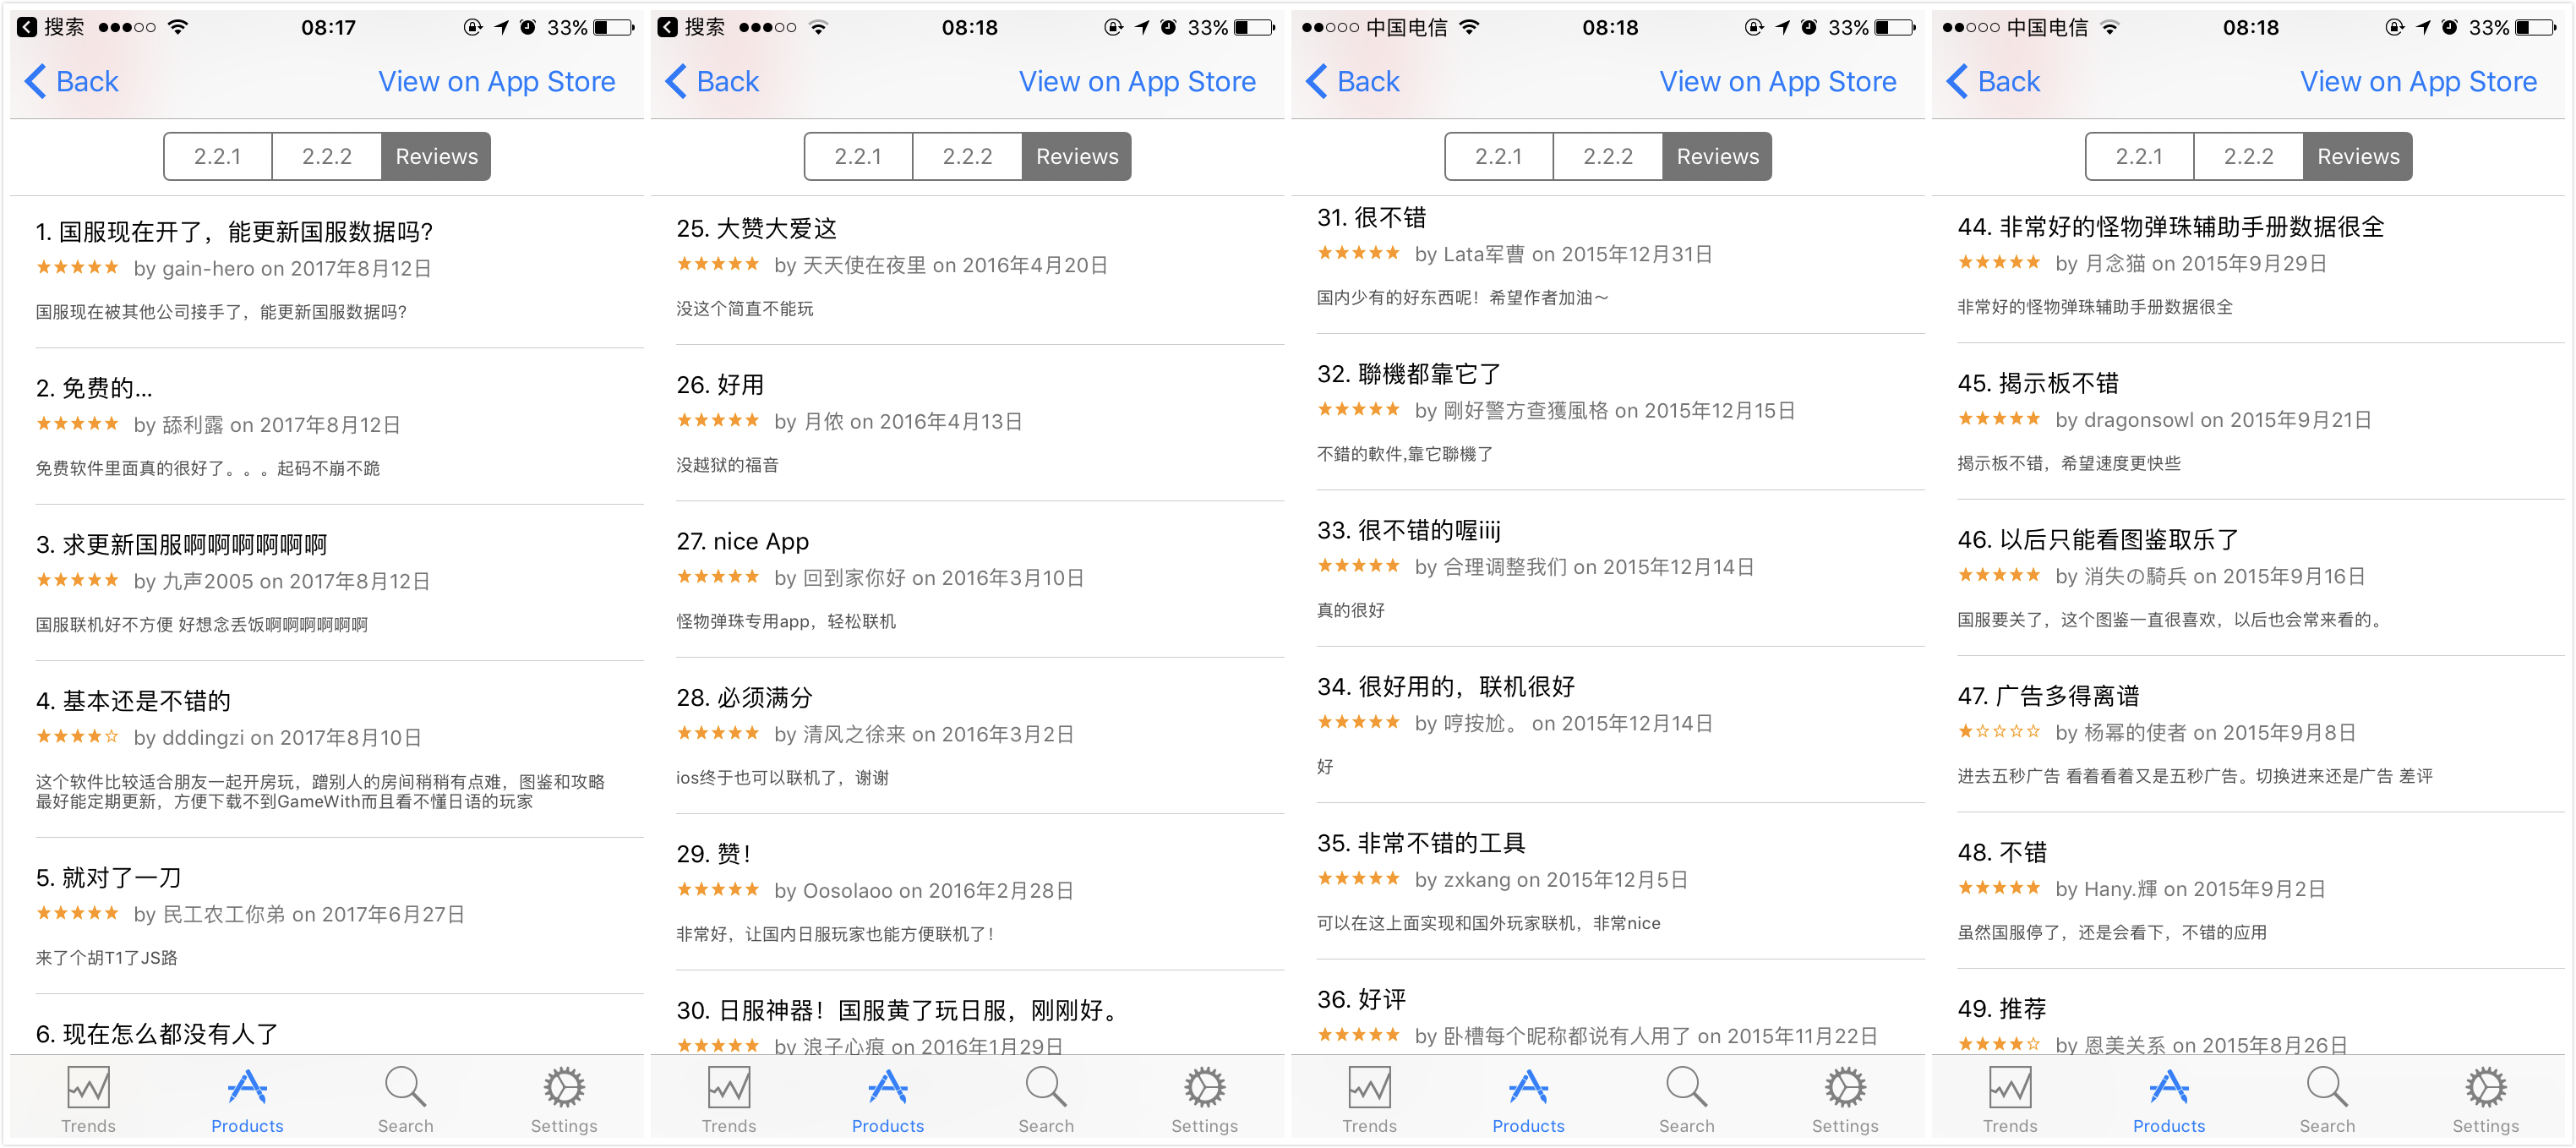 搜索 08:17 33%
Back View on App Store
2.2.1 2.2.2 Reviews
1. 国服现在开了，能更新国服数据吗?
by gain-hero on 2017年8月12日
国服现在被其他公司接手了，能更新国服数据吗?
2. 免费的...
by 舔利露 on 2017年8月12日
免费软件里面真的很好了。。。起码不崩不跪
3. 求更新国服啊啊啊啊啊啊
by 九声2005 on 2017年8月12日
国服联机好不方便 好想念丢饭啊啊啊啊啊啊
4. 基本还是不错的
by dddingzi on 2017年8月10日
这个软件比较适合朋友一起开房玩，蹭别人的房间稍稍有点难，图鉴和攻略
最好能定期更新，方便下载不到GameWith而且看不懂日语的玩家
5. 就对了一刀
by 民工农工伱弟 on 2017年6月27日
来了个胡T1了JS路
6. 现在怎么都没有人了
Trends Products Search Settings
搜索 08:18 33%
Back View on App Store
2.2.1 2.2.2 Reviews
25. 大赞大爱这
by 天天使在夜里 on 2016年4月20日
没这个简直不能玩
26. 好用
by 月侬 on 2016年4月13日
没越狱的福音
27. nice App
by 回到家你好 on 2016年3月10日
怪物弹珠专用app，轻松联机
28. 必须满分
by 清风之徐来 on 2016年3月2日
ios终于也可以联机了，谢谢
29. 赞！
by Oosolaoo on 2016年2月28日
非常好，让国内日服玩家也能方便联机了！
30. 日服神器！国服黄了玩日服，刚刚好。
by 浪子心痕 on 2016年1月29日
Trends Products Search Settings
中国电信 08:18 33%
Back View on App Store
2.2.1 2.2.2 Reviews
31. 很不错
by Lata军曹 on 2015年12月31日
国内少有的好东西呢！希望作者加油～
32. 聯機都靠它了
by 剛好警方查獲風格 on 2015年12月15日
不錯的軟件,靠它聯機了
33. 很不错的喔iiij
by 合理调整我们 on 2015年12月14日
真的很好
34. 很好用的，联机很好
by 哼按尬。 on 2015年12月14日
好
35. 非常不错的工具
by zxkang on 2015年12月5日
可以在这上面实现和国外玩家联机，非常nice
36. 好评
by 卧槽每个昵称都说有人用了 on 2015年11月22日
Trends Products Search Settings
中国电信 08:18 33%
Back View on App Store
2.2.1 2.2.2 Reviews
44. 非常好的怪物弹珠辅助手册数据很全
by 月念猫 on 2015年9月29日
非常好的怪物弹珠辅助手册数据很全
45. 揭示板不错
by dragonsowl on 2015年9月21日
揭示板不错，希望速度更快些
46. 以后只能看图鉴取乐了
by 消失の騎兵 on 2015年9月16日
国服要关了，这个图鉴一直很喜欢，以后也会常来看的。
47. 广告多得离谱
by 杨幂的使者 on 2015年9月8日
进去五秒广告 看着看着又是五秒广告。切换进来还是广告 差评
48. 不错
by Hany.輝 on 2015年9月2日
虽然国服停了，还是会看下，不错的应用
49. 推荐
by 恩美关系 on 2015年8月26日
Trends Products Search Settings